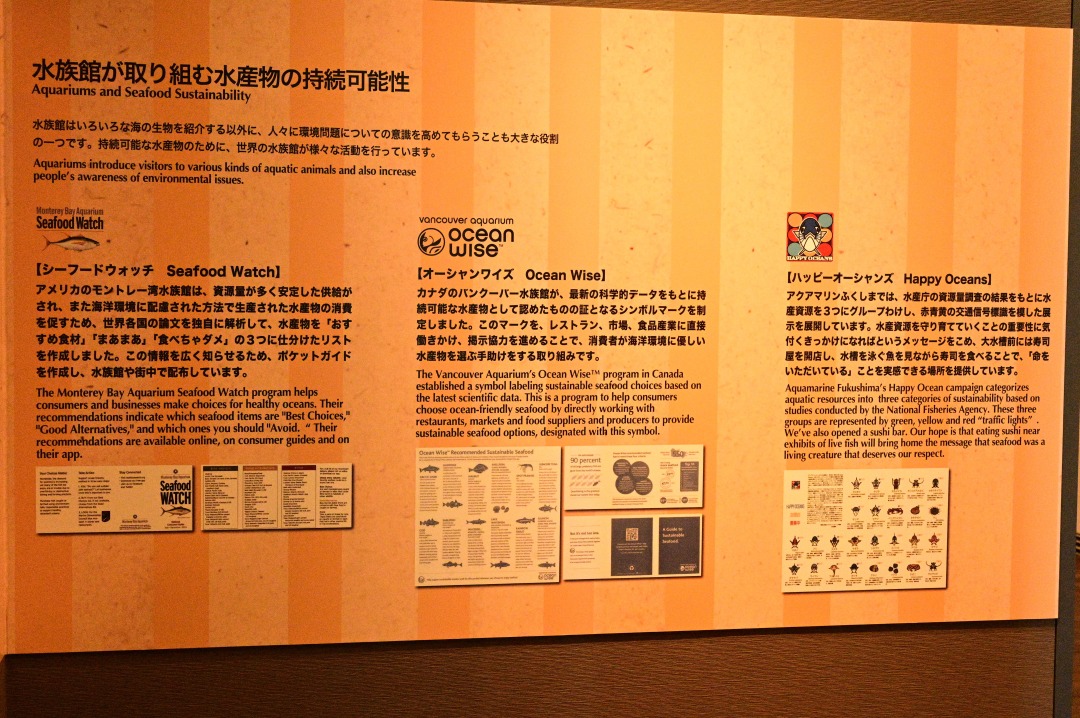 水族館が取り組む水産物の持続可能性
Aquariums and Seafood Sustainability
水族館はいろいろな海の生物を紹介する以外に、人々に環境問題についての意識を高めてもらうことも大きな役割
の一つです。持続可能な水産物のために、世界の水族館が様々な活動を行っています。
Aquariums introduce visitors to various kinds of aquatic animals and also increase
people's awareness of environmental issues.
Monterey Bay Aquarium
Seafood Watch
【シーフードウォッチ　Seafood Watch】
アメリカのモントレー湾水族館は、資源量が多く安定した供給が
され、また海洋環境に配慮された方法で生産された水産物の消費
を促すため、世界各国の論文を独自に解析して、水産物を「おす
すめ食材」「まあまあ」「食べちゃダメ」の３つに仕分けたリスト
を作成しました。この情報を広く知らせるため、ポケットガイド
を作成し、水族館や街中で配布しています。
The Monterey Bay Aquarium Seafood Watch program helps
consumers and businesses make choices for healthy oceans. Their
recommendations indicate which seafood items are "Best Choices,"
"Good Alternatives," and which ones you should "Avoid. " Their
recommendations are available online, on consumer guides and on
their app.
Seafood
WATCH
vancouver aquarium
ocean
wise™
【オーシャンワイズ　Ocean Wise】
カナダのバンクーバー水族館が、最新の科学的データをもとに持
続可能な水産物として認めたものの証となるシンボルマークを制
定しました。このマークを、レストラン、市場、食品産業に直接
働きかけ、掲示協力を進めることで、消費者が海洋環境に優しい
水産物を選ぶ手助けをする取り組みです。
The Vancouver Aquarium's Ocean Wise™ program in Canada
established a symbol labeling sustainable seafood choices based on
the latest scientific data. This is a program to help consumers
choose ocean-friendly seafood by directly working with
restaurants, markets and food suppliers and producers to provide
sustainable seafood options, designated with this symbol.
Ocean Wise™ Recommended Sustainable Seafood
90 percent
A Guide to
Sustainable
Seafood
HAPPY OCEANS
【ハッピーオーシャンズ　Happy Oceans】
アクアマリンふくしまでは、水産庁の資源量調査の結果をもとに水
産資源を３つにグループわけし、赤青黄の交通信号標識を模した展
示を展開しています。水産資源を守り育てていくことの重要性に気
付くきっかけになればというメッセージをこめ、大水槽前には寿司
屋を開店し、水槽を泳ぐ魚を見ながら寿司を食べることで、「命を
いただいている」ことを実感できる場所を提供しています。
Aquamarine Fukushima's Happy Ocean campaign categorizes
aquatic resources into three categories of sustainability based on
studies conducted by the National Fisheries Agency. These three
groups are represented by green, yellow and red "traffic lights" .
We've also opened a sushi bar. Our hope is that eating sushi near
exhibits of live fish will bring home the message that seafood was a
living creature that deserves our respect.